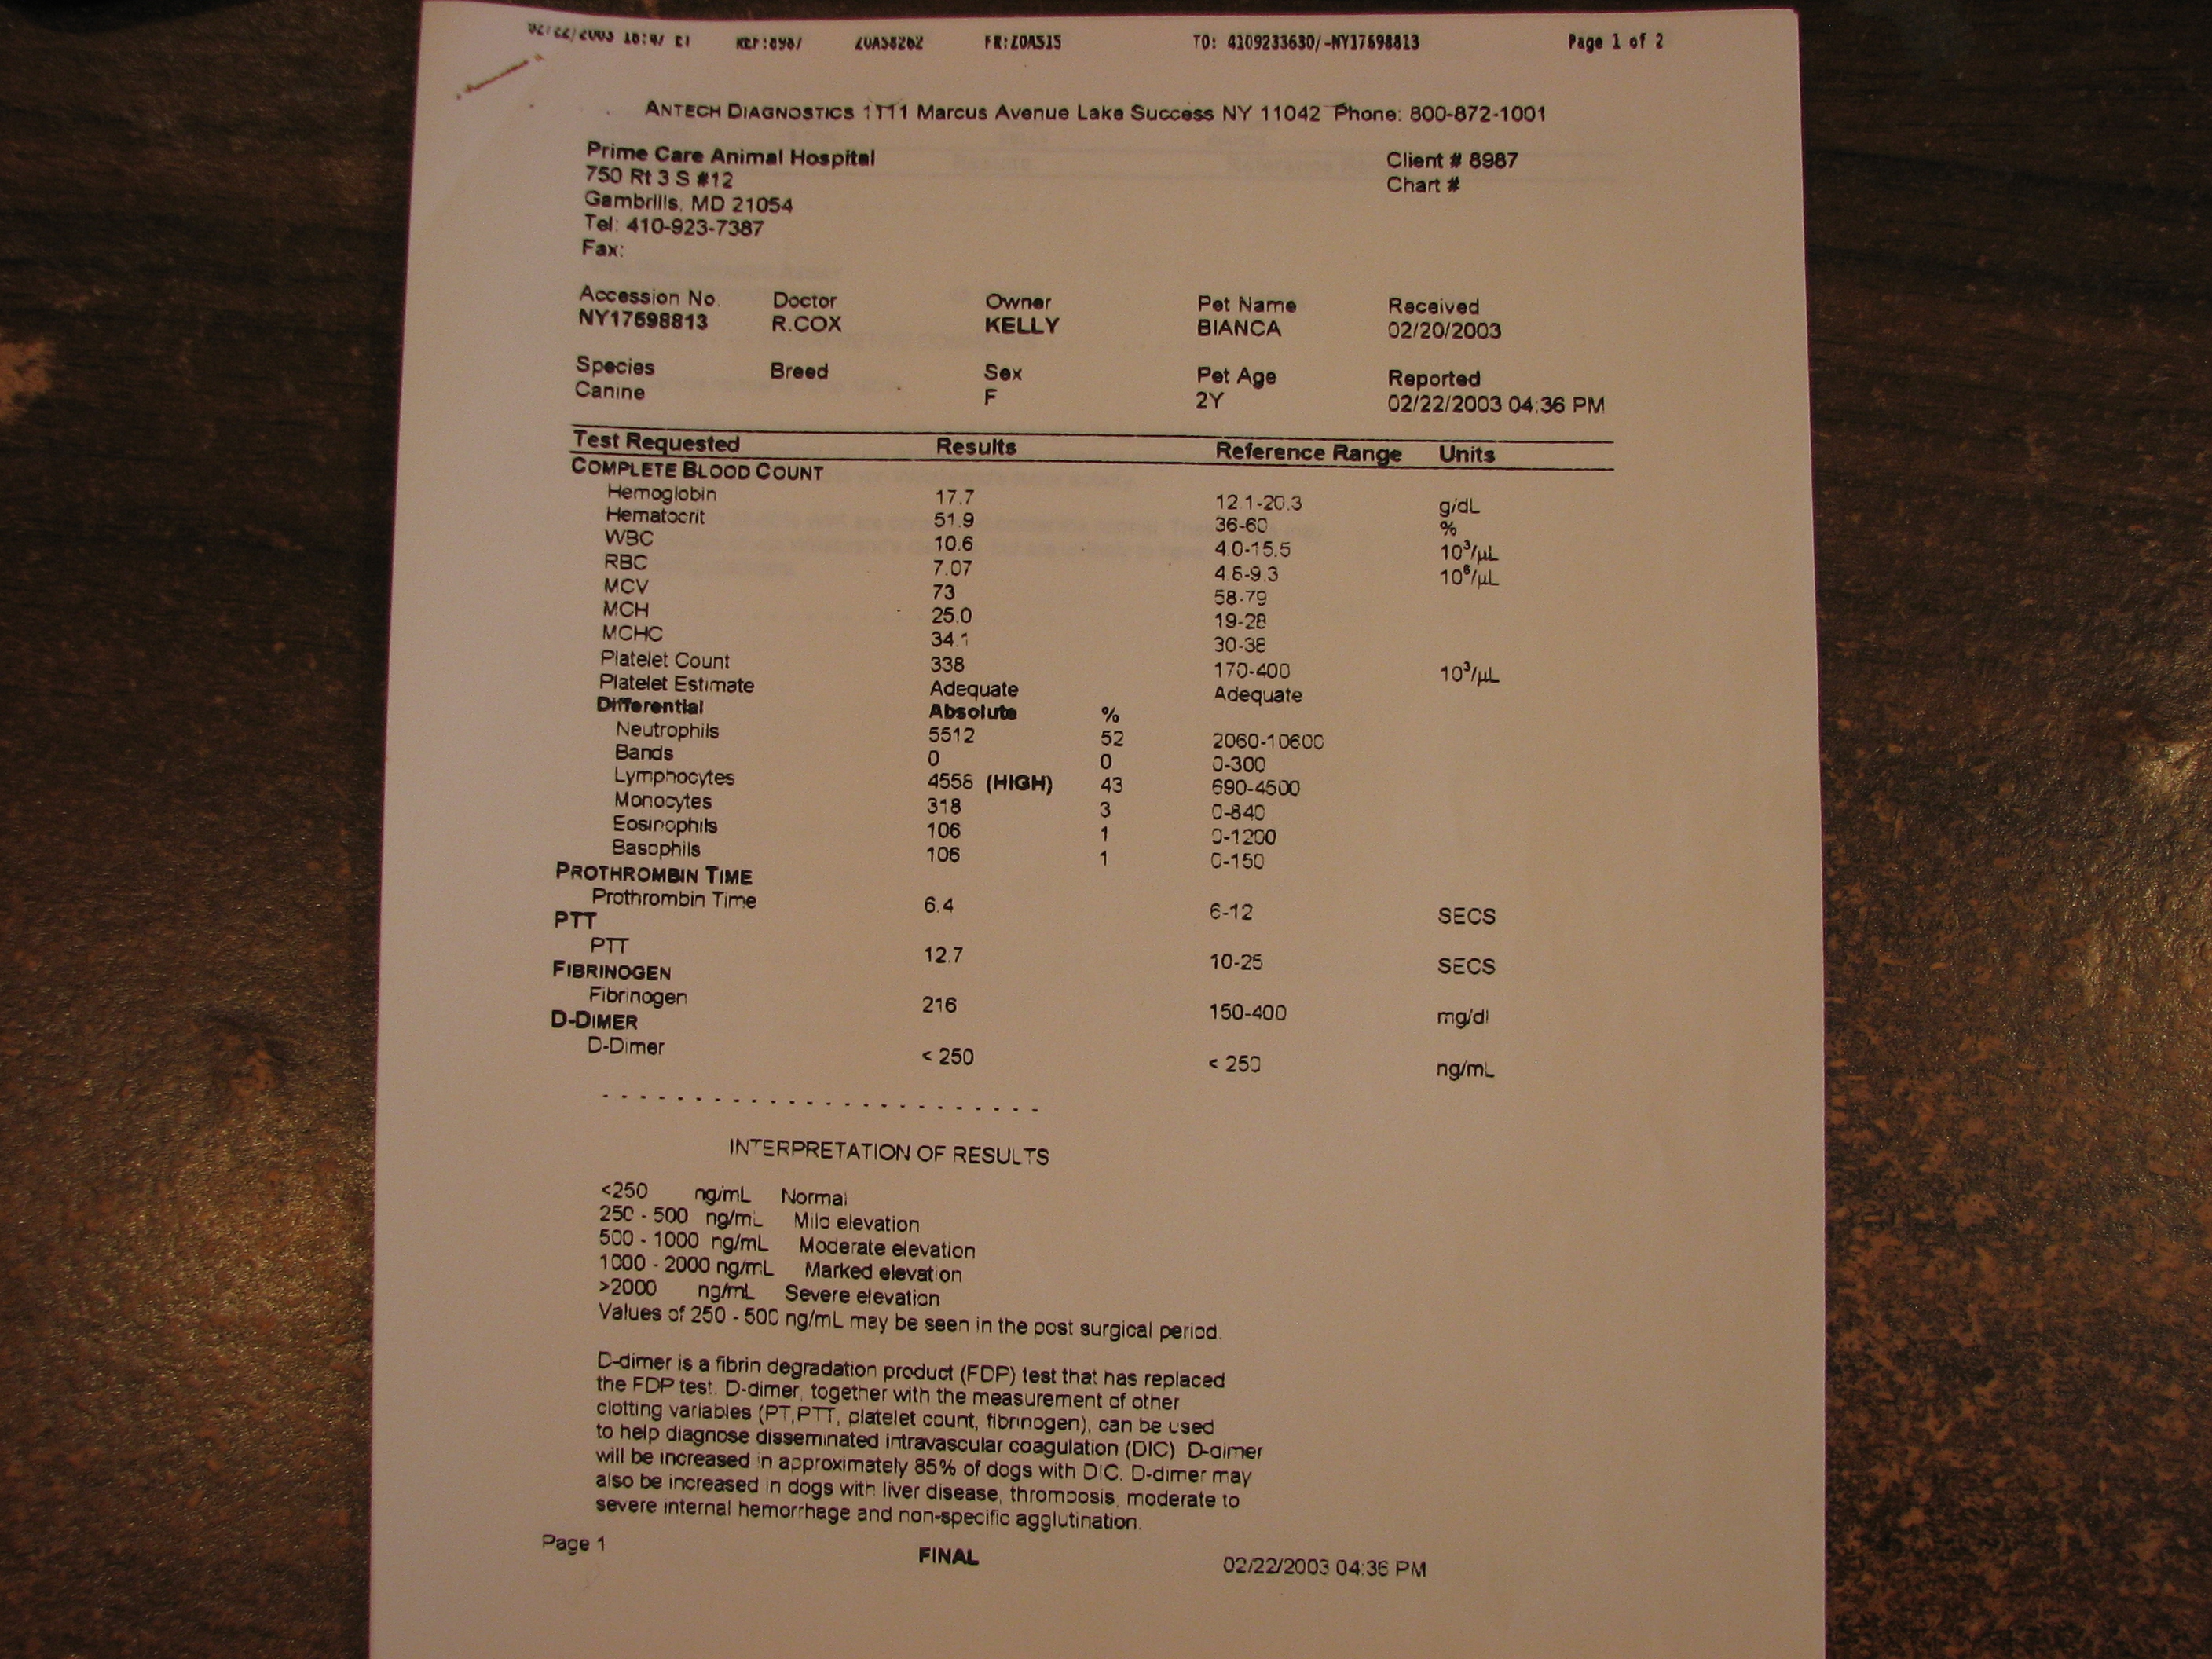 02/22/2003 16:47 ET REF:8987 ZOA58262 FR:ZOA515 TO: 4109233630/-NY17698813 Page 1 of 2
ANTECH DIAGNOSTICS 1111 Marcus Avenue Lake Success NY 11042 Phone: 800-872-1001
Prime Care Animal Hospital Client # 8987
750 Rt 3 S #12 Chart #
Gambrills, MD 21054
Tel: 410-923-7387
Fax:
Accession No. Doctor Owner Pet Name Received
NY17698813 R.COX KELLY BIANCA 02/20/2003
Species Breed Sex Pet Age Reported
Canine F 2Y 02/22/2003 04:36 PM
Test Requested Results Reference Range Units
COMPLETE BLOOD COUNT
Hemoglobin 17.7 12.1-20.3 g/dL
Hematocrit 51.9 36-60 %
WBC 10.6 4.0-15.5 10³/µL
RBC 7.07 4.8-9.3 10⁶/µL
MCV 73 58-79
MCH 25.0 19-28
MCHC 34.1 30-38
Platelet Count 338 170-400 10³/µL
Platelet Estimate Adequate Adequate
Differential Absolute %
Neutrophils 5512 52 2060-10600
Bands 0 0 0-300
Lymphocytes 4558 (HIGH) 43 690-4500
Monocytes 318 3 0-840
Eosinophils 106 1 0-1200
Basophils 106 1 0-150
PROTHROMBIN TIME
Prothrombin Time 6.4 6-12 SECS
PTT
PTT 12.7 10-25 SECS
FIBRINOGEN
Fibrinogen 216 150-400 mg/dl
D-DIMER
D-Dimer < 250 < 250 ng/mL
- - - - - - - - - - - - - - - - - - - - - - - -
INTERPRETATION OF RESULTS
<250 ng/mL Normal
250 - 500 ng/mL Mild elevation
500 - 1000 ng/mL Moderate elevation
1000 - 2000 ng/mL Marked elevation
>2000 ng/mL Severe elevation
Values of 250 - 500 ng/mL may be seen in the post surgical period.
D-dimer is a fibrin degradation product (FDP) test that has replaced
the FDP test. D-dimer, together with the measurement of other
clotting variables (PT,PTT, platelet count, fibrinogen), can be used
to help diagnose disseminated intravascular coagulation (DIC) D-dimer
will be increased in approximately 85% of dogs with DIC. D-dimer may
also be increased in dogs with liver disease, thrombosis, moderate to
severe internal hemorrhage and non-specific agglutination.
Page 1 FINAL 02/22/2003 04:36 PM